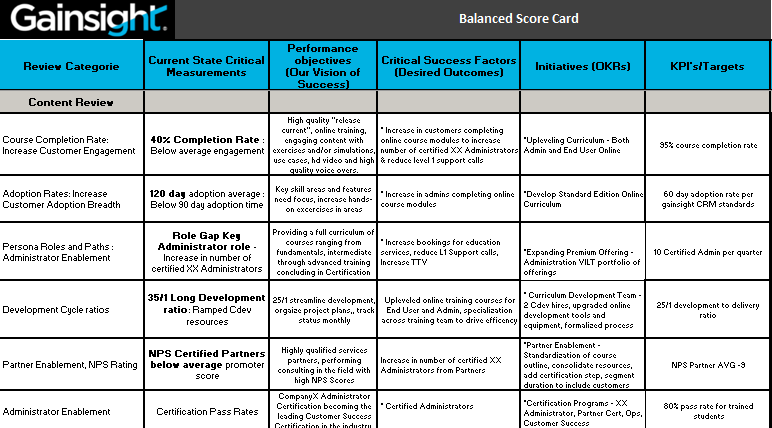 Gainsight.
Balanced Score Card
Review Categorie
Current State Critical
Measurements
Performance
objectives
(Our Vision of
Success)
Critical Success Factors
(Desired Outcomes)
Initiatives (OKRs)
KPI's/Targets
Content Review
Course Completion Rate:
Increase Customer Engagement
40% Completion Rate :
Below average engagement
High quality "release
current", online training,
engaging content with
exercises and/or simulations,
use cases, hd video and high
quality voice overs.
" Increase in customers completing
online course modules to increase
number of certified XX Administrators
& reduce level 1 support calls
"Upleveling Curriculum - Both
Admin and End User Online
95% course completion rate
Adoption Rates: Increase
Customer Adoption Breadth
120 day adoption average :
Below 90 day adoption time
Key skill areas and features
need focus, increase hands-
on excercises in areas
" Increase in admins completing online
course modules
"Develop Standard Edition Online
Curriculum
60 day adoption rate per
gainsight CRM standards
Persona Roles and Paths :
Administrator Enablement
Role Gap Key
Administrator role -
Increase in number of
certified XX Administrators
Providing a full curriculum of
courses ranging from
fundamentals, intermediate
through advanced training
concluding in Certification
" Increase bookings for education
services, reduce L1 Support calls,
Increase TTV
"Expanding Premium Offering -
Administration VILT portfolio of
offerings
10 Certified Admin per quarter
Development Cycle ratios
35/1 Long Development
ratio: Ramped Cdev
resources
25/1 streamline development,
orgaize project plans,, track
status monthly
Upleveled online training courses for
End User and Admin, specialization
across training team to drive efficency
" Curriculum Development Team -
2 Cdev hires, upgraded online
development tools and
equipment, formalized process
25/1 development to delivery
ratio
Partner Enablement, NPS Rating
NPS Certified Partners
below average promoter
score
Highly qualified services
partners, performing
consulting in the field with
high NPS Scores
Increase in number of certified XX
Administrators from Partners
"Partner Enablement -
Standardization of course
outline, consolidate resources,
add certification step, segment
duration to include customers
NPS Partner AVG -9
Administrator Enablement
Certification Pass Rates
CompanyX Administrator
Certification becoming the
leading Customer Success
Certification in the industry
" Certified Administrators
"Certification Programs - XX
Administrator, Partner Cert, Ops,
Customer Success
80% pass rate for trained
students